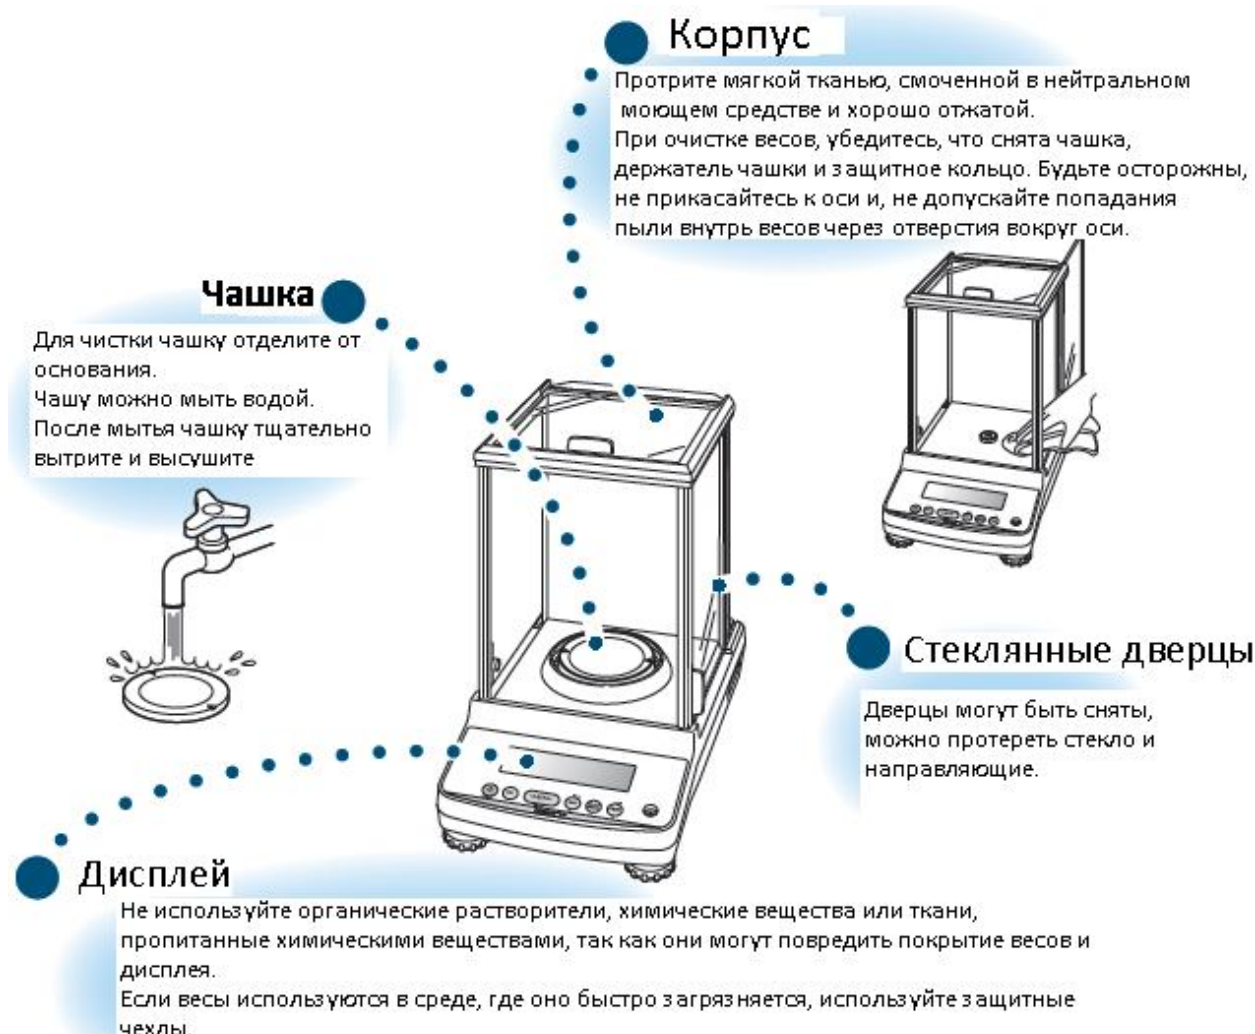 Корпус
Протрите мягкой тканью, смоченной в нейтральном
моющем средстве и хорошо отжатой.
При очистке весов, убедитесь, что снята чашка,
держатель чашки и защитное кольцо. Будьте осторожны,
не прикасайтесь к оси и, не допускайте попадания
пыли внутрь весов через отверстия вокруг оси.
Чашка
Для чистки чашку отделите от
основания.
Чашу можно мыть водой.
После мытья чашку тщательно
вытрите и высушите
Стеклянные дверцы
Дверцы могут быть сняты,
можно протереть стекло и
направляющие.
Дисплей
Не используйте органические растворители, химические вещества или ткани,
пропитанные химическими веществами, так как они могут повредить покрытие весов и
дисплея.
Если весы используются в среде, где оно быстро загрязняется, используйте защитные
чехлы.